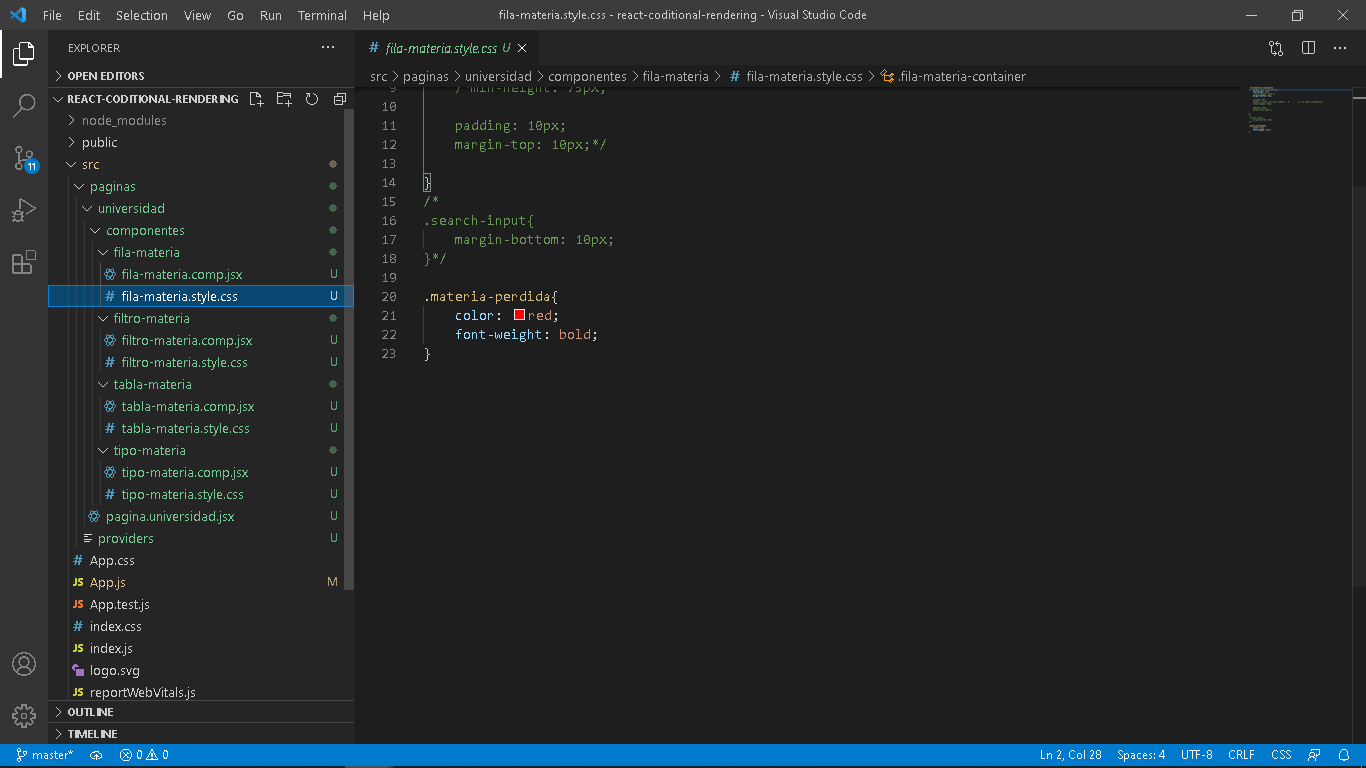 File Edit Selection View Go Run Terminal Help
fila-materia.style.css - react-coditional-rendering - Visual Studio Code
EXPLORER
OPEN EDITORS
REACT-CODITIONAL-RENDERING
node_modules
public
src
paginas
universidad
componentes
fila-materia
fila-materia.comp.jsx U
# fila-materia.style.css U
filtro-materia
filtro-materia.comp.jsx U
# filtro-materia.style.css U
tabla-materia
tabla-materia.comp.jsx U
# tabla-materia.style.css U
tipo-materia
tipo-materia.comp.jsx U
# tipo-materia.style.css U
pagina.universidad.jsx U
providers U
# App.css
JS App.js M
JS App.test.js
# index.css
JS index.js
logo.svg
JS reportWebVitals.js
OUTLINE
TIMELINE
11
# fila-materia.style.css U
src > paginas > universidad > componentes > fila-materia > # fila-materia.style.css > .fila-materia-container
9 /*min-height: 75px;
10
11 padding: 10px;
12 margin-top: 10px;*/
13
14 }
15 /*
16 .search-input{
17 margin-bottom: 10px;
18 }*/
19
20 .materia-perdida{
21 color: red;
22 font-weight: bold;
23 }
master* 0 0
Ln 2, Col 28 Spaces: 4 UTF-8 CRLF CSS